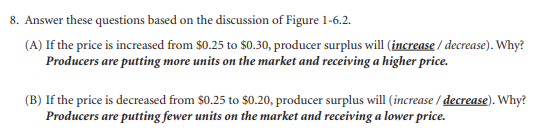 8. Answer these questions based on the discussion of Figure 1-6.2.
(A) If the price is increased from $0.25 to $0.30, producer surplus will (increase / decrease). Why?
Producers are putting more units on the market and receiving a higher price.
(B) If the price is decreased from $0.25 to $0.20, producer surplus will (increase / decrease). Why?
Producers are putting fewer units on the market and receiving a lower price.